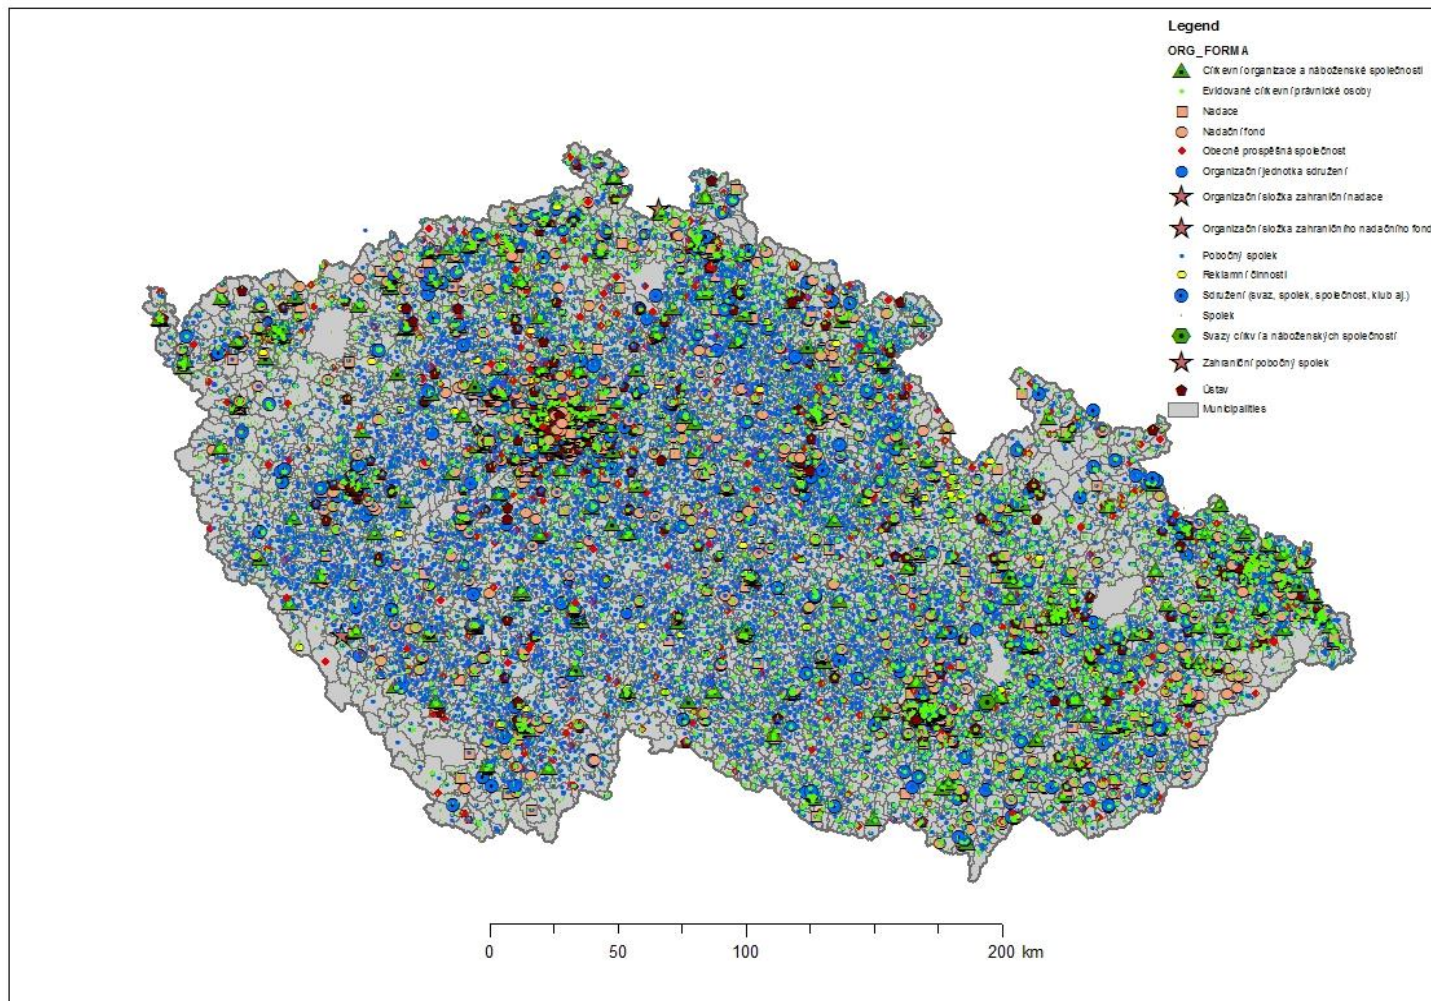 Legend
ORG_FORMA
Církevní organizace a náboženské společnosti
Evidované církevní právnické osoby
Nadace
Nadační fond
Obecně prospěšná společnost
Organizační jednotka sdružení
Organizační složka zahraniční nadace
Organizační složka zahraničního nadačního fond
Pobočný spolek
Reklamní činnosti
Sdružení (svaz, spolek, společnost, klub aj.)
Spolek
Svazy církví a náboženských společností
Zahraniční pobočný spolek
Ústav
Municipalities
0 50 100 200 km